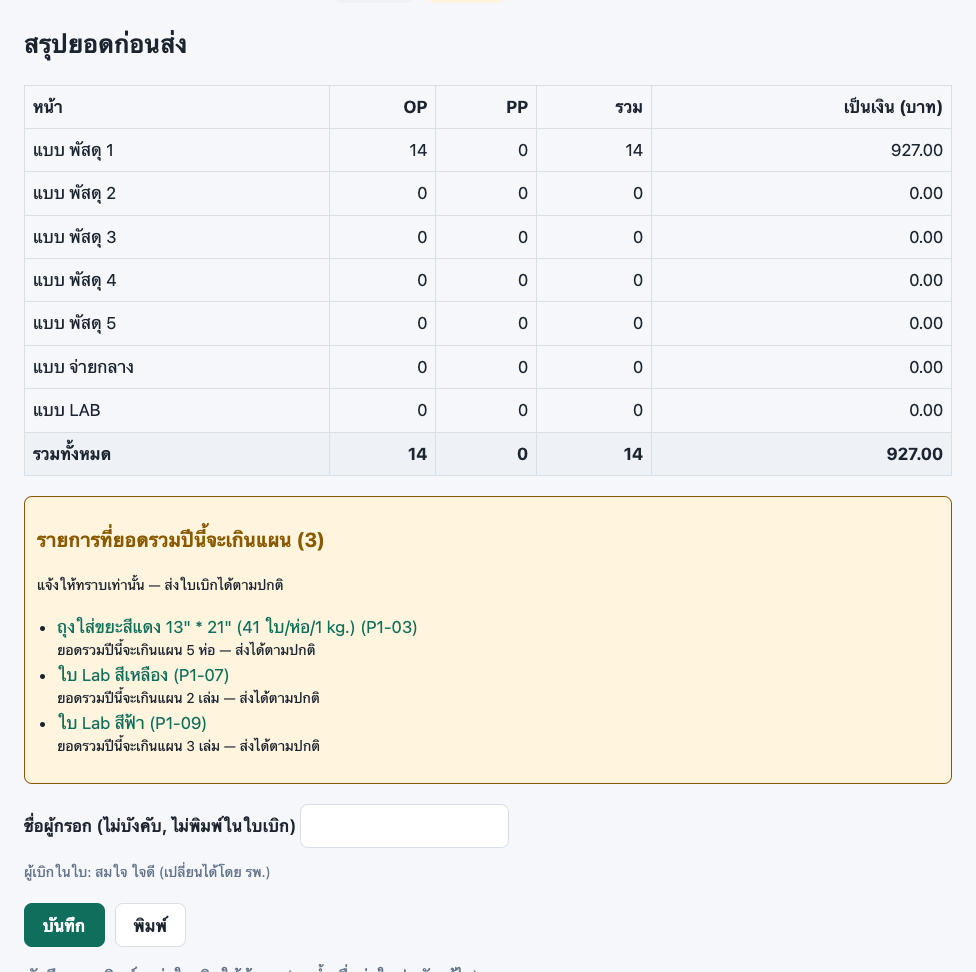 สรุปยอดก่อนส่ง
หน้า OP PP รวม เป็นเงิน (บาท)
แบบ พัสดุ 1 14 0 14 927.00
แบบ พัสดุ 2 0 0 0 0.00
แบบ พัสดุ 3 0 0 0 0.00
แบบ พัสดุ 4 0 0 0 0.00
แบบ พัสดุ 5 0 0 0 0.00
แบบ จ่ายกลาง 0 0 0 0.00
แบบ LAB 0 0 0 0.00
รวมทั้งหมด 14 0 14 927.00
รายการที่ยอดรวมปีนี้จะเกินแผน (3)
แจ้งให้ทราบเท่านั้น — ส่งใบเบิกได้ตามปกติ
• ถุงใส่ขยะสีแดง 13" * 21" (41 ใบ/ห่อ/1 kg.) (P1-03)
ยอดรวมปีนี้จะเกินแผน 5 ห่อ — ส่งได้ตามปกติ
• ใบ Lab สีเหลือง (P1-07)
ยอดรวมปีนี้จะเกินแผน 2 เล่ม — ส่งได้ตามปกติ
• ใบ Lab สีฟ้า (P1-09)
ยอดรวมปีนี้จะเกินแผน 3 เล่ม — ส่งได้ตามปกติ
ชื่อผู้กรอก (ไม่บังคับ, ไม่พิมพ์ในใบเบิก)
ผู้เบิกในใบ: สมใจ ใจดี (เปลี่ยนได้โดย รพ.)
บันทึก พิมพ์